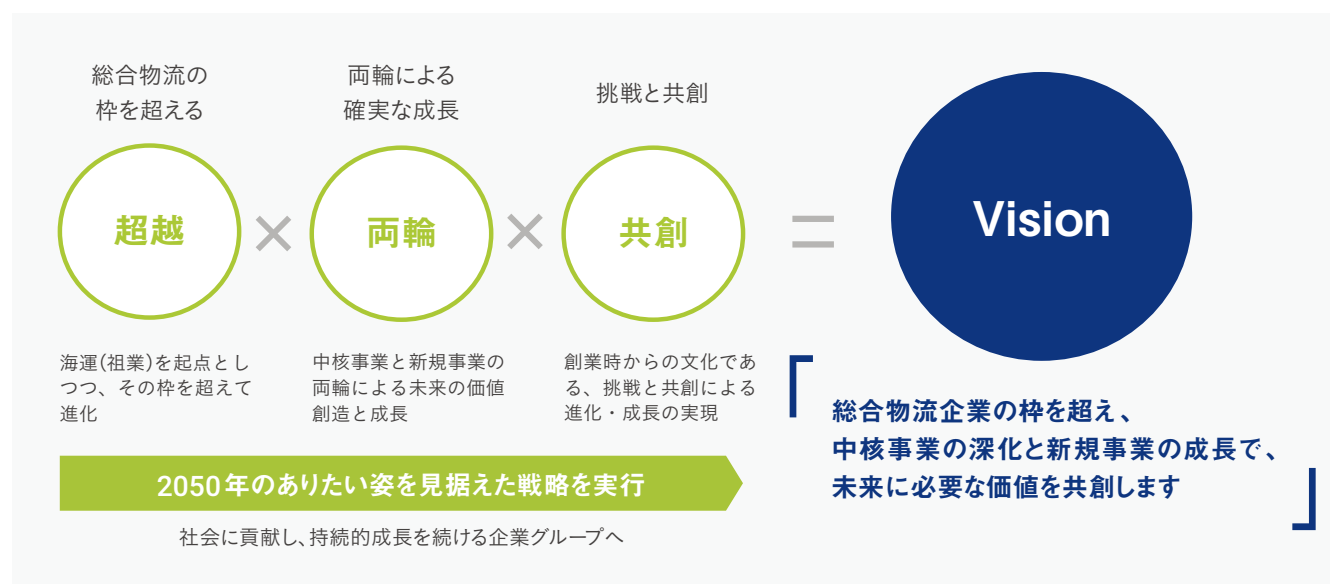 総合物流の
枠を超える
超越
海運(祖業)を起点とし
つつ、その枠を超えて
進化
×
両輪による
確実な成長
両輪
中核事業と新規事業の
両輪による未来の価値
創造と成長
×
挑戦と共創
共創
創業時からの文化であ
る、挑戦と共創による
進化・成長の実現
=
Vision
「総合物流企業の枠を超え、
中核事業の深化と新規事業の成長で、
未来に必要な価値を共創します」
2050年のありたい姿を見据えた戦略を実行
社会に貢献し、持続的成長を続ける企業グループへ